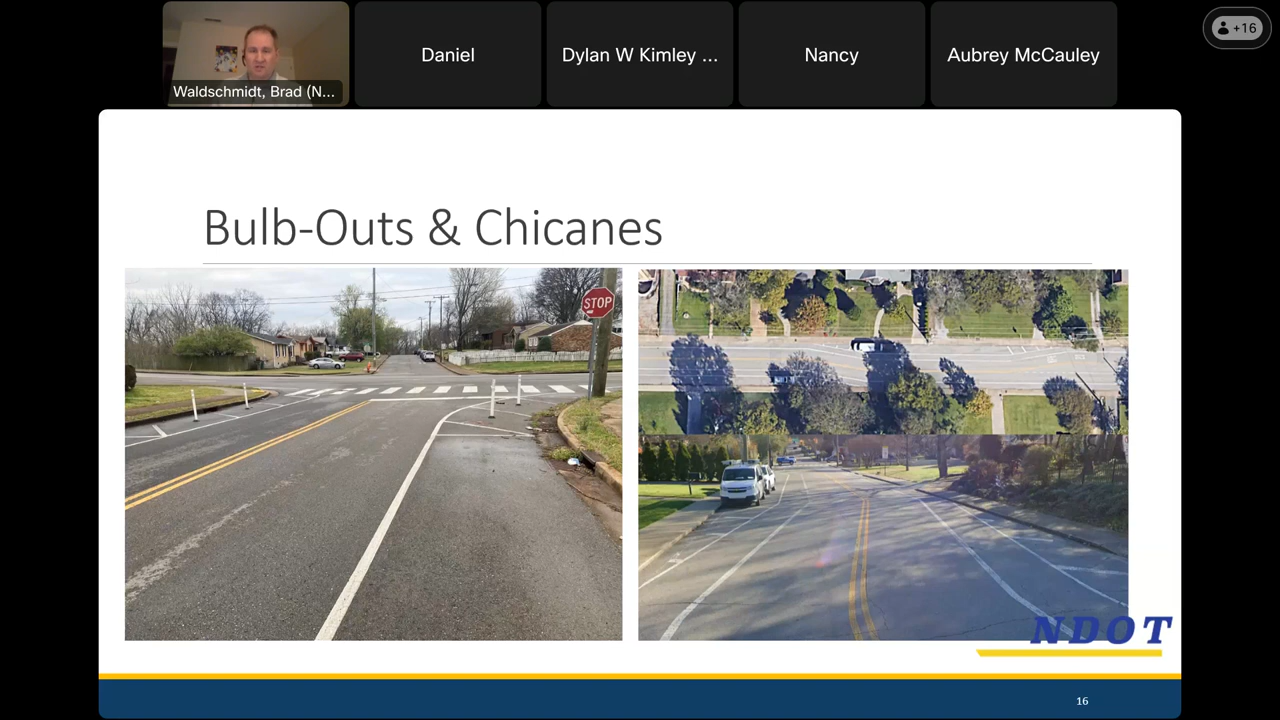 Waldschmidt, Brad (N...
Daniel
Dylan W Kimley ...
Nancy
Aubrey McCauley
+16
Bulb-Outs & Chicanes
STOP
NDOT
16